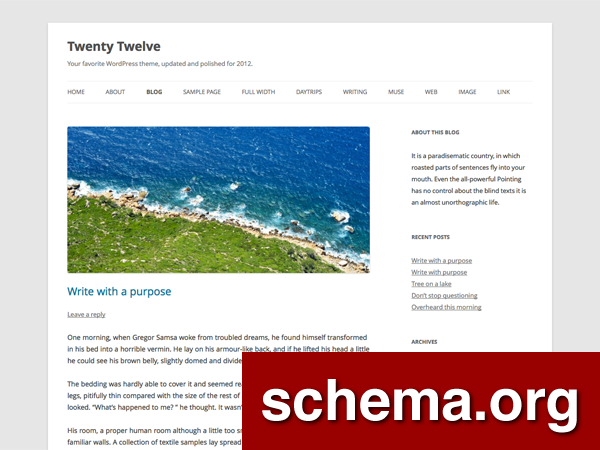 Twenty Twelve
Your favorite WordPress theme, updated and polished for 2012.
HOME ABOUT BLOG SAMPLE PAGE FULL WIDTH DAYTRIPS WRITING MUSE WEB IMAGE LINK
Write with a purpose
Leave a reply
One morning, when Gregor Samsa woke from troubled dreams, he found himself transformed
in his bed into a horrible vermin. He lay on his armour-like back, and if he lifted his head a little
he could see his brown belly, slightly domed and divide
The bedding was hardly able to cover it and seemed re
legs, pitifully thin compared with the size of the rest of
looked. "What's happened to me? " he thought. It wasn'
His room, a proper human room although a little too s
familiar walls. A collection of textile samples lay spread
ABOUT THIS BLOG
It is a paradisematic country, in which
roasted parts of sentences fly into your
mouth. Even the all-powerful Pointing
has no control about the blind texts it is
an almost unorthographic life.
RECENT POSTS
Write with a purpose
Write with purpose
Tree on a lake
Don't stop questioning
Overheard this morning
ARCHIVES
schema.org